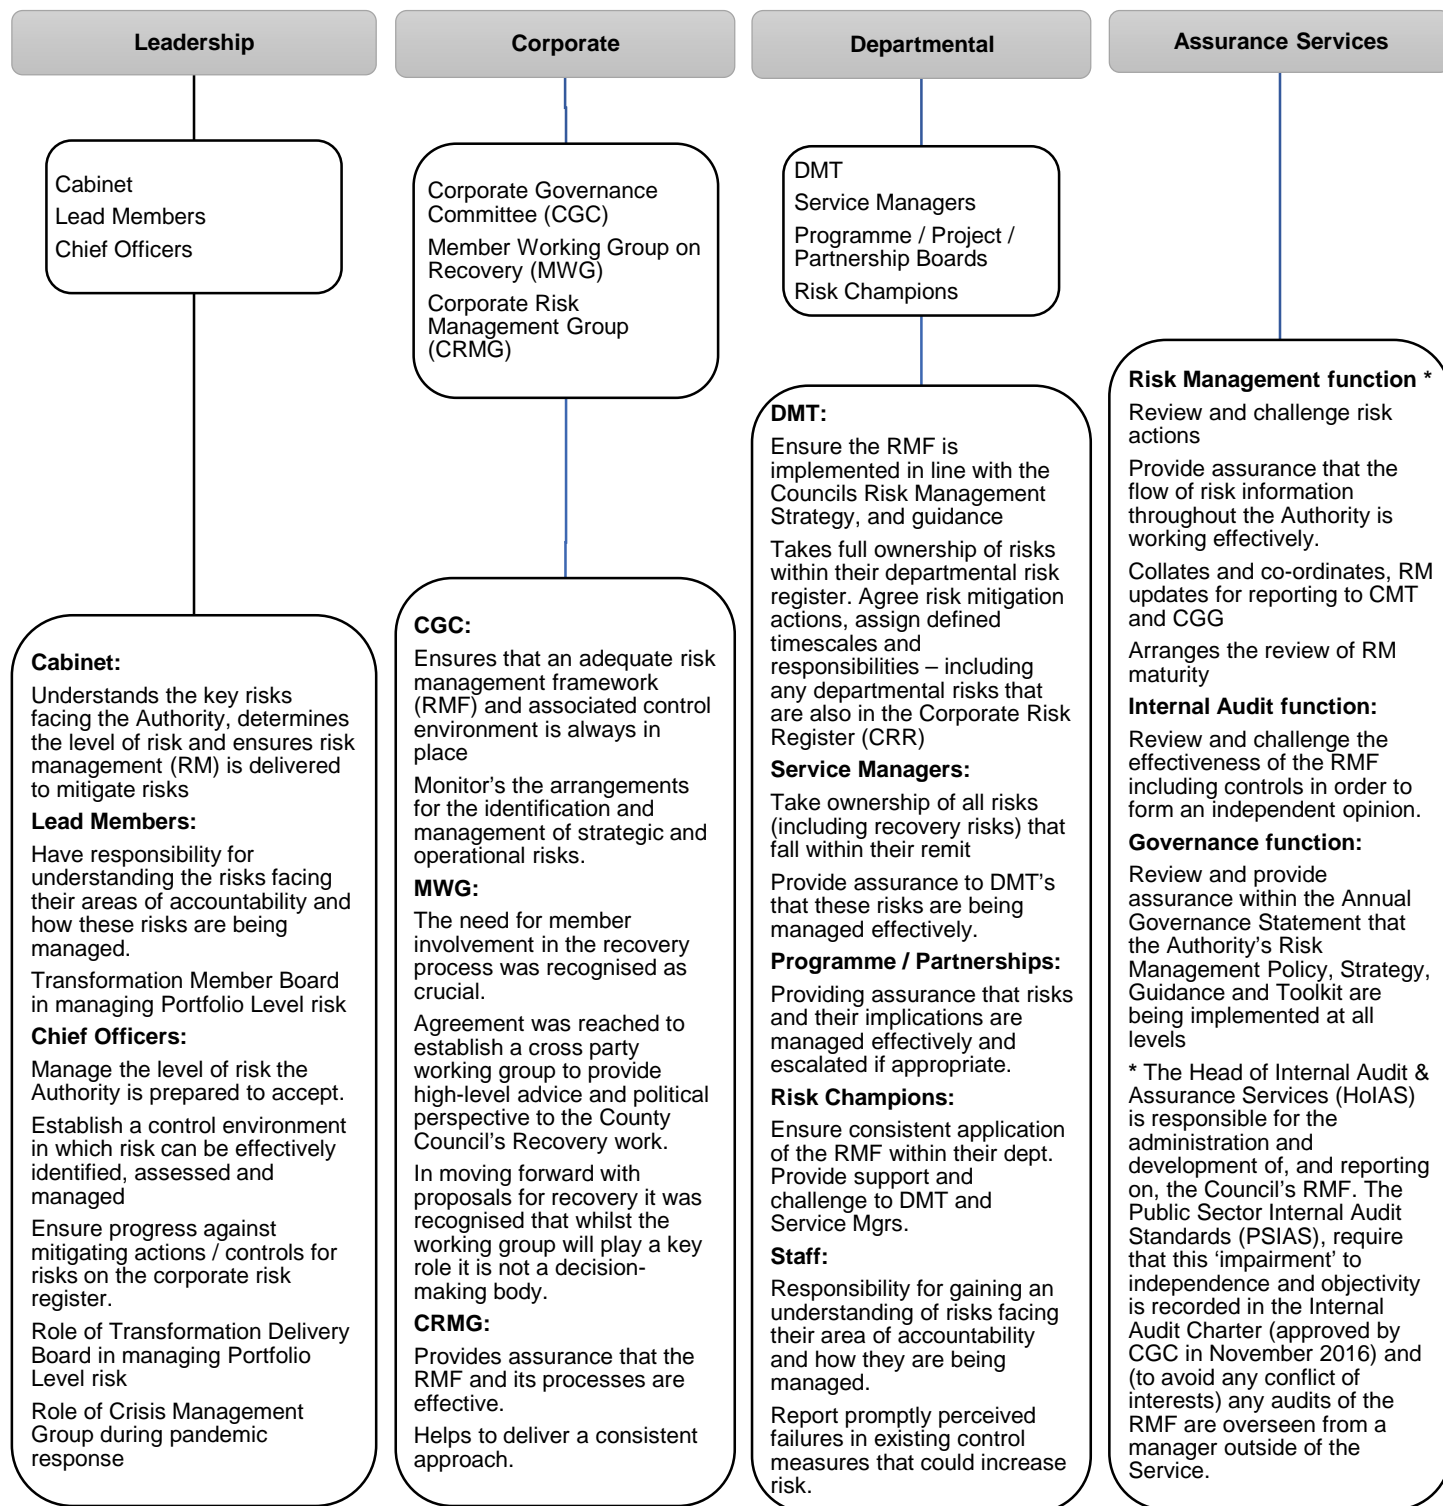 Leadership
Cabinet
Lead Members
Chief Officers
Cabinet:
Understands the key risks
facing the Authority, determines
the level of risk and ensures risk
management (RM) is delivered
to mitigate risks
Lead Members:
Have responsibility for
understanding the risks facing
their areas of accountability and
how these risks are being
managed.
Transformation Member Board
in managing Portfolio Level risk
Chief Officers:
Manage the level of risk the
Authority is prepared to accept.
Establish a control environment
in which risk can be effectively
identified, assessed and
managed
Ensure progress against
mitigating actions / controls for
risks on the corporate risk
register.
Role of Transformation Delivery
Board in managing Portfolio
Level risk
Role of Crisis Management
Group during pandemic
response
Corporate
Corporate Governance
Committee (CGC)
Member Working Group on
Recovery (MWG)
Corporate Risk
Management Group
(CRMG)
CGC:
Ensures that an adequate risk
management framework
(RMF) and associated control
environment is always in
place
Monitor's the arrangements
for the identification and
management of strategic and
operational risks.
MWG:
The need for member
involvement in the recovery
process was recognised as
crucial.
Agreement was reached to
establish a cross party
working group to provide
high-level advice and political
perspective to the County
Council's Recovery work.
In moving forward with
proposals for recovery it was
recognised that whilst the
working group will play a key
role it is not a decision-
making body.
CRMG:
Provides assurance that the
RMF and its processes are
effective.
Helps to deliver a consistent
approach.
Departmental
DMT
Service Managers
Programme / Project /
Partnership Boards
Risk Champions
DMT:
Ensure the RMF is
implemented in line with the
Councils Risk Management
Strategy, and guidance
Takes full ownership of risks
within their departmental risk
register. Agree risk mitigation
actions, assign defined
timescales and
responsibilities – including
any departmental risks that
are also in the Corporate Risk
Register (CRR)
Service Managers:
Take ownership of all risks
(including recovery risks) that
fall within their remit
Provide assurance to DMT's
that these risks are being
managed effectively.
Programme / Partnerships:
Providing assurance that risks
and their implications are
managed effectively and
escalated if appropriate.
Risk Champions:
Ensure consistent application
of the RMF within their dept.
Provide support and
challenge to DMT and
Service Mgrs.
Staff:
Responsibility for gaining an
understanding of risks facing
their area of accountability
and how they are being
managed.
Report promptly perceived
failures in existing control
measures that could increase
risk.
Assurance Services
Risk Management function *
Review and challenge risk
actions
Provide assurance that the
flow of risk information
throughout the Authority is
working effectively.
Collates and co-ordinates, RM
updates for reporting to CMT
and CGG
Arranges the review of RM
maturity
Internal Audit function:
Review and challenge the
effectiveness of the RMF
including controls in order to
form an independent opinion.
Governance function:
Review and provide
assurance within the Annual
Governance Statement that
the Authority's Risk
Management Policy, Strategy,
Guidance and Toolkit are
being implemented at all
levels
* The Head of Internal Audit &
Assurance Services (HoIAS)
is responsible for the
administration and
development of, and reporting
on, the Council's RMF. The
Public Sector Internal Audit
Standards (PSIAS), require
that this 'impairment' to
independence and objectivity
is recorded in the Internal
Audit Charter (approved by
CGC in November 2016) and
(to avoid any conflict of
interests) any audits of the
RMF are overseen from a
manager outside of the
Service.